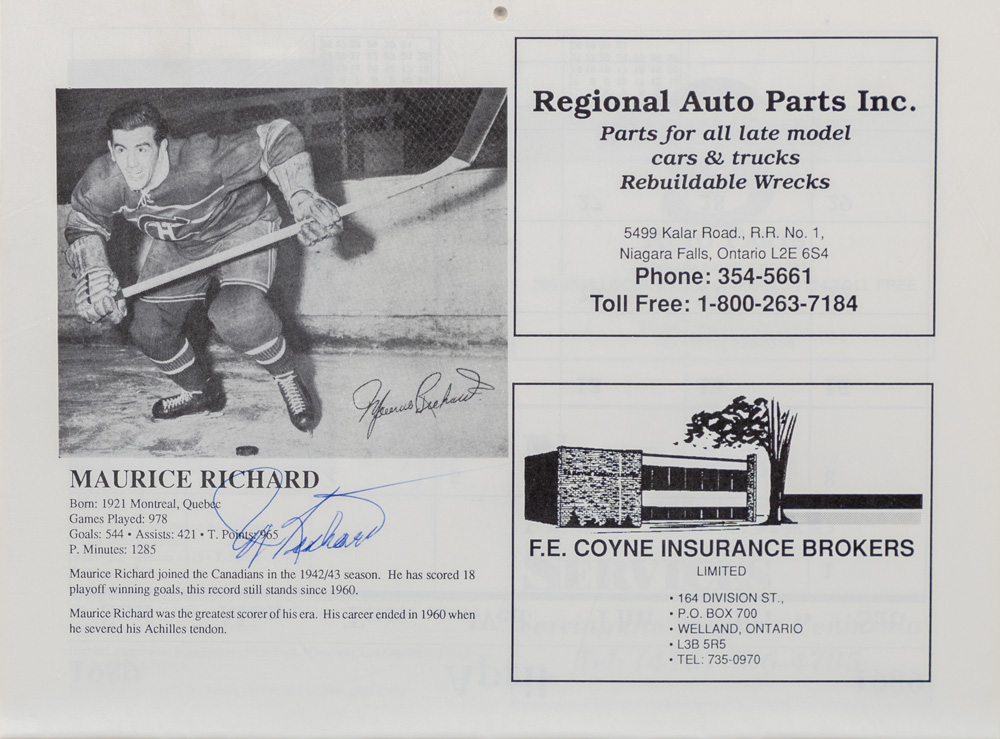 H
Maurice Richard
MAURICE RICHARD
Born: 1921 Montreal, Quebec
Games Played: 978
Goals: 544 • Assists: 421 • T. Points: 965
P. Minutes: 1285
M Richard
Maurice Richard joined the Canadians in the 1942/43 season. He has scored 18
playoff winning goals, this record still stands since 1960.
Maurice Richard was the greatest scorer of his era. His career ended in 1960 when
he severed his Achilles tendon.
Regional Auto Parts Inc.
Parts for all late model
cars & trucks
Rebuildable Wrecks
5499 Kalar Road., R.R. No. 1,
Niagara Falls, Ontario L2E 6S4
Phone: 354-5661
Toll Free: 1-800-263-7184
F.E. COYNE INSURANCE BROKERS
LIMITED
• 164 DIVISION ST.,
• P.O. BOX 700
• WELLAND, ONTARIO
• L3B 5R5
• TEL: 735-0970